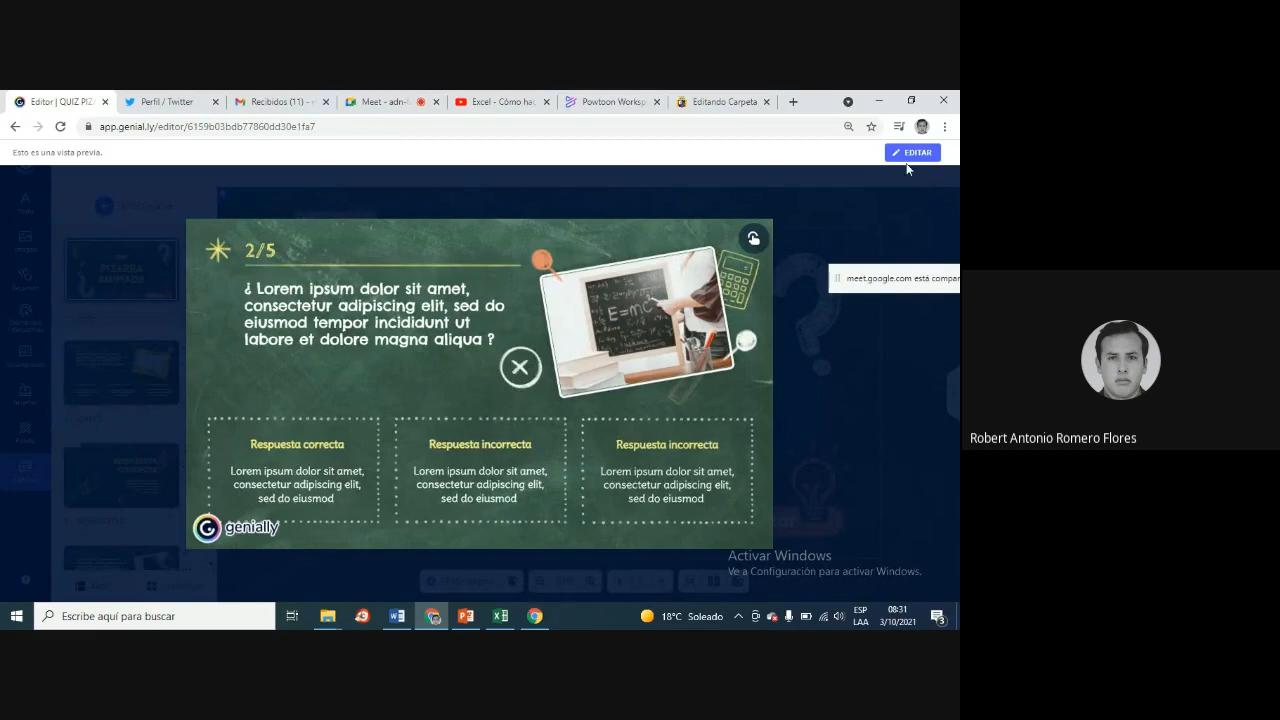 Editor | QUIZ PIZ
Perfil / Twitter
Recibidos (11) -
Meet - adn-
Excel - Cómo hac
Powtoon Worksp
Editando Carpeta
app.genial.ly/editor/6159b03bdb77860dd30e1fa7
Esto es una vista previa.
EDITAR
2/5
¿ Lorem ipsum dolor sit amet,
consectetur adipiscing elit, sed do
eiusmod tempor incididunt ut
labore et dolore magna aliqua ?
E=mc
meet.google.com está compar
Respuesta correcta
Lorem ipsum dolor sit amet,
consectetur adipiscing elit,
sed do eiusmod
Respuesta incorrecta
Lorem ipsum dolor sit amet,
consectetur adipiscing elit,
sed do eiusmod
Respuesta incorrecta
Lorem ipsum dolor sit amet,
consectetur adipiscing elit,
sed do eiusmod
genially
Activar Windows
Ve a Configuración para activar Windows.
Escribe aquí para buscar
18°C Soleado
ESP
LAA
08:31
3/10/2021
3
Robert Antonio Romero Flores